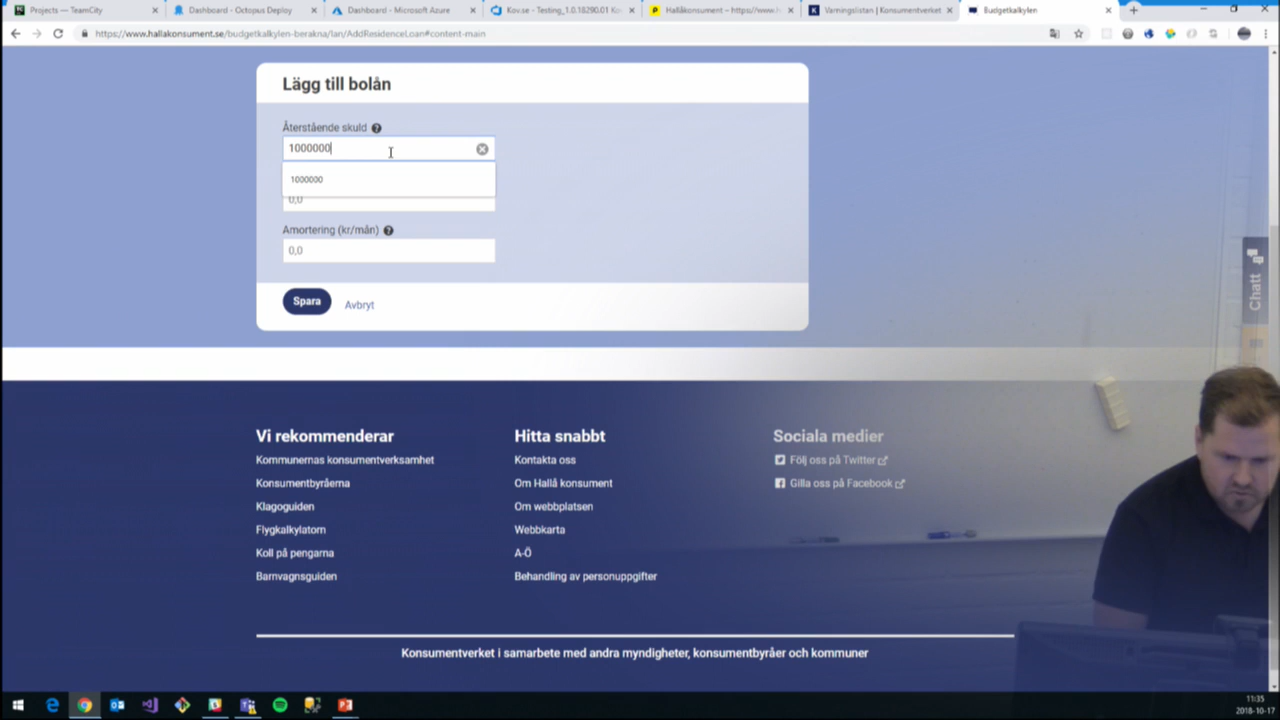 Projects — TeamCity
Dashboard - Octopus Deploy
Dashboard - Microsoft Azure
Kov.se - Testing_1.0.18290.01 Ko
Hallåkonsument – https://www.h
Varningslistan | Konsumentverket
Budgetkalkylen
https://www.hallakonsument.se/budgetkalkylen-berakna/lan/AddResidenceLoan#content-main
Lägg till bolån
Återstående skuld
1000000
1000000
0,0
Amortering (kr/mån)
0,0
Spara
Avbryt
Chatt
Vi rekommenderar
Kommunernas konsumentverksamhet
Konsumentbyråerna
Klagoguiden
Flygkalkylatorn
Koll på pengarna
Barnvagnsguiden
Hitta snabbt
Kontakta oss
Om Hallå konsument
Om webbplatsen
Webbkarta
A-Ö
Behandling av personuppgifter
Sociala medier
Följ oss på Twitter
Gilla oss på Facebook
Konsumentverket i samarbete med andra myndigheter, konsumentbyråer och kommuner
11:35
2018-10-17